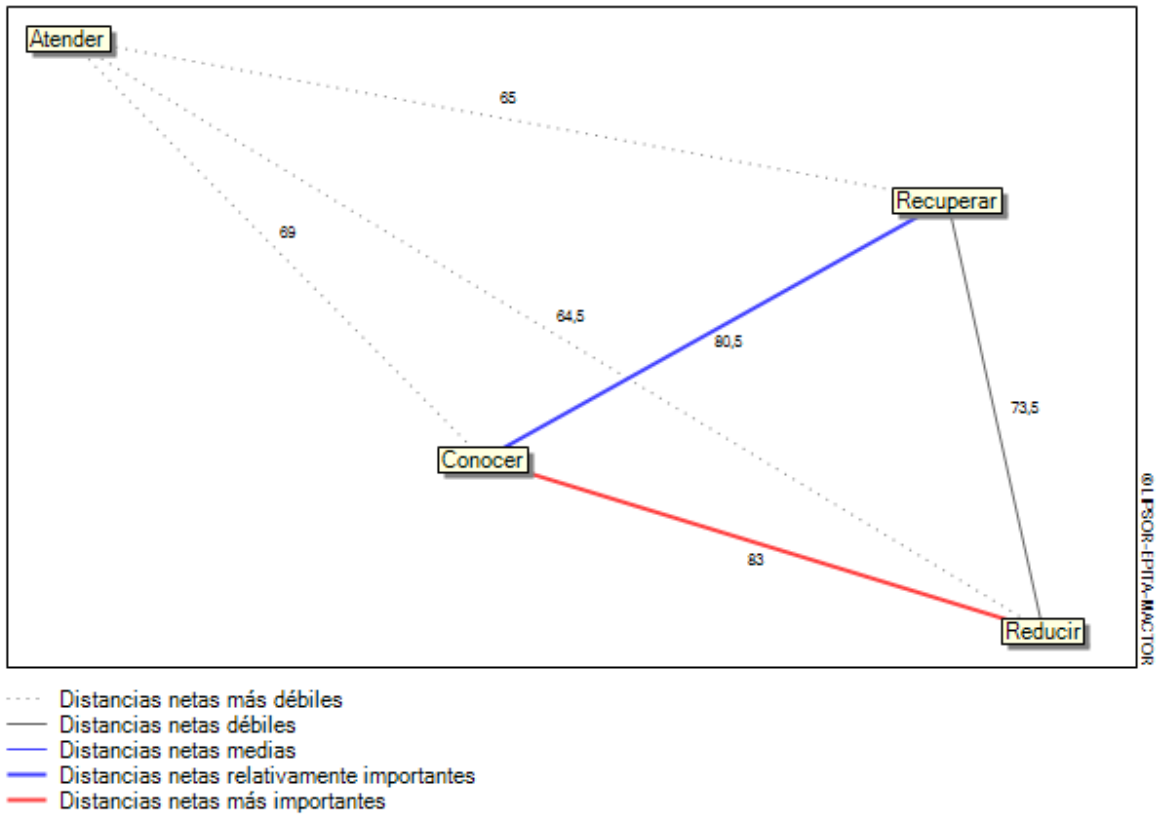 Atender
65
Recuperar
69
64,5
80,5
73,5
Conocer
83
Reducir
©LIPSOR-EPITA-MACTOR
Distancias netas más débiles
Distancias netas débiles
Distancias netas medias
Distancias netas relativamente importantes
Distancias netas más importantes